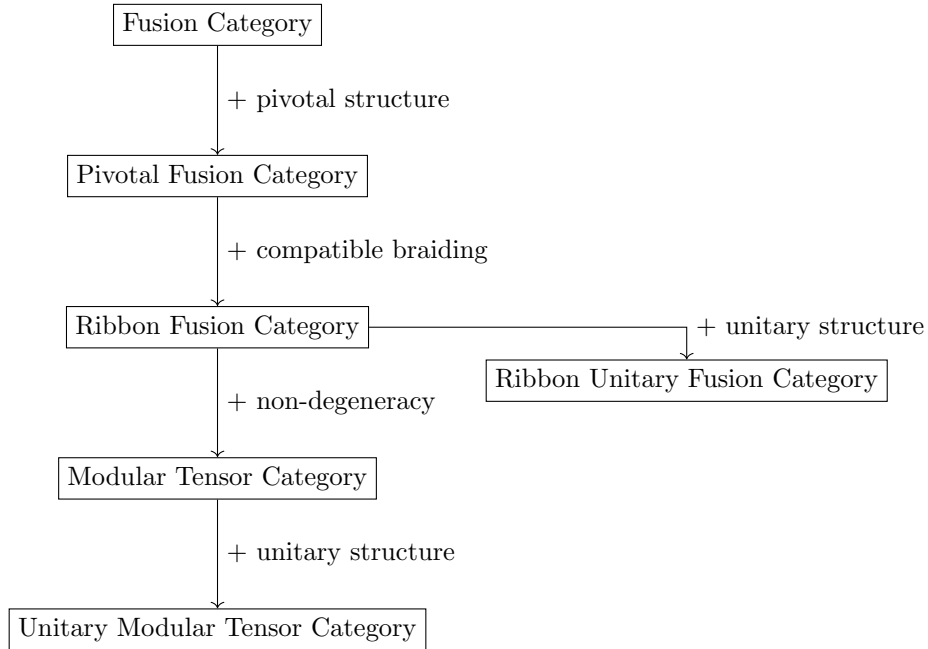 Fusion Category
+ pivotal structure
Pivotal Fusion Category
+ compatible braiding
Ribbon Fusion Category
+ unitary structure
Ribbon Unitary Fusion Category
+ non-degeneracy
Modular Tensor Category
+ unitary structure
Unitary Modular Tensor Category